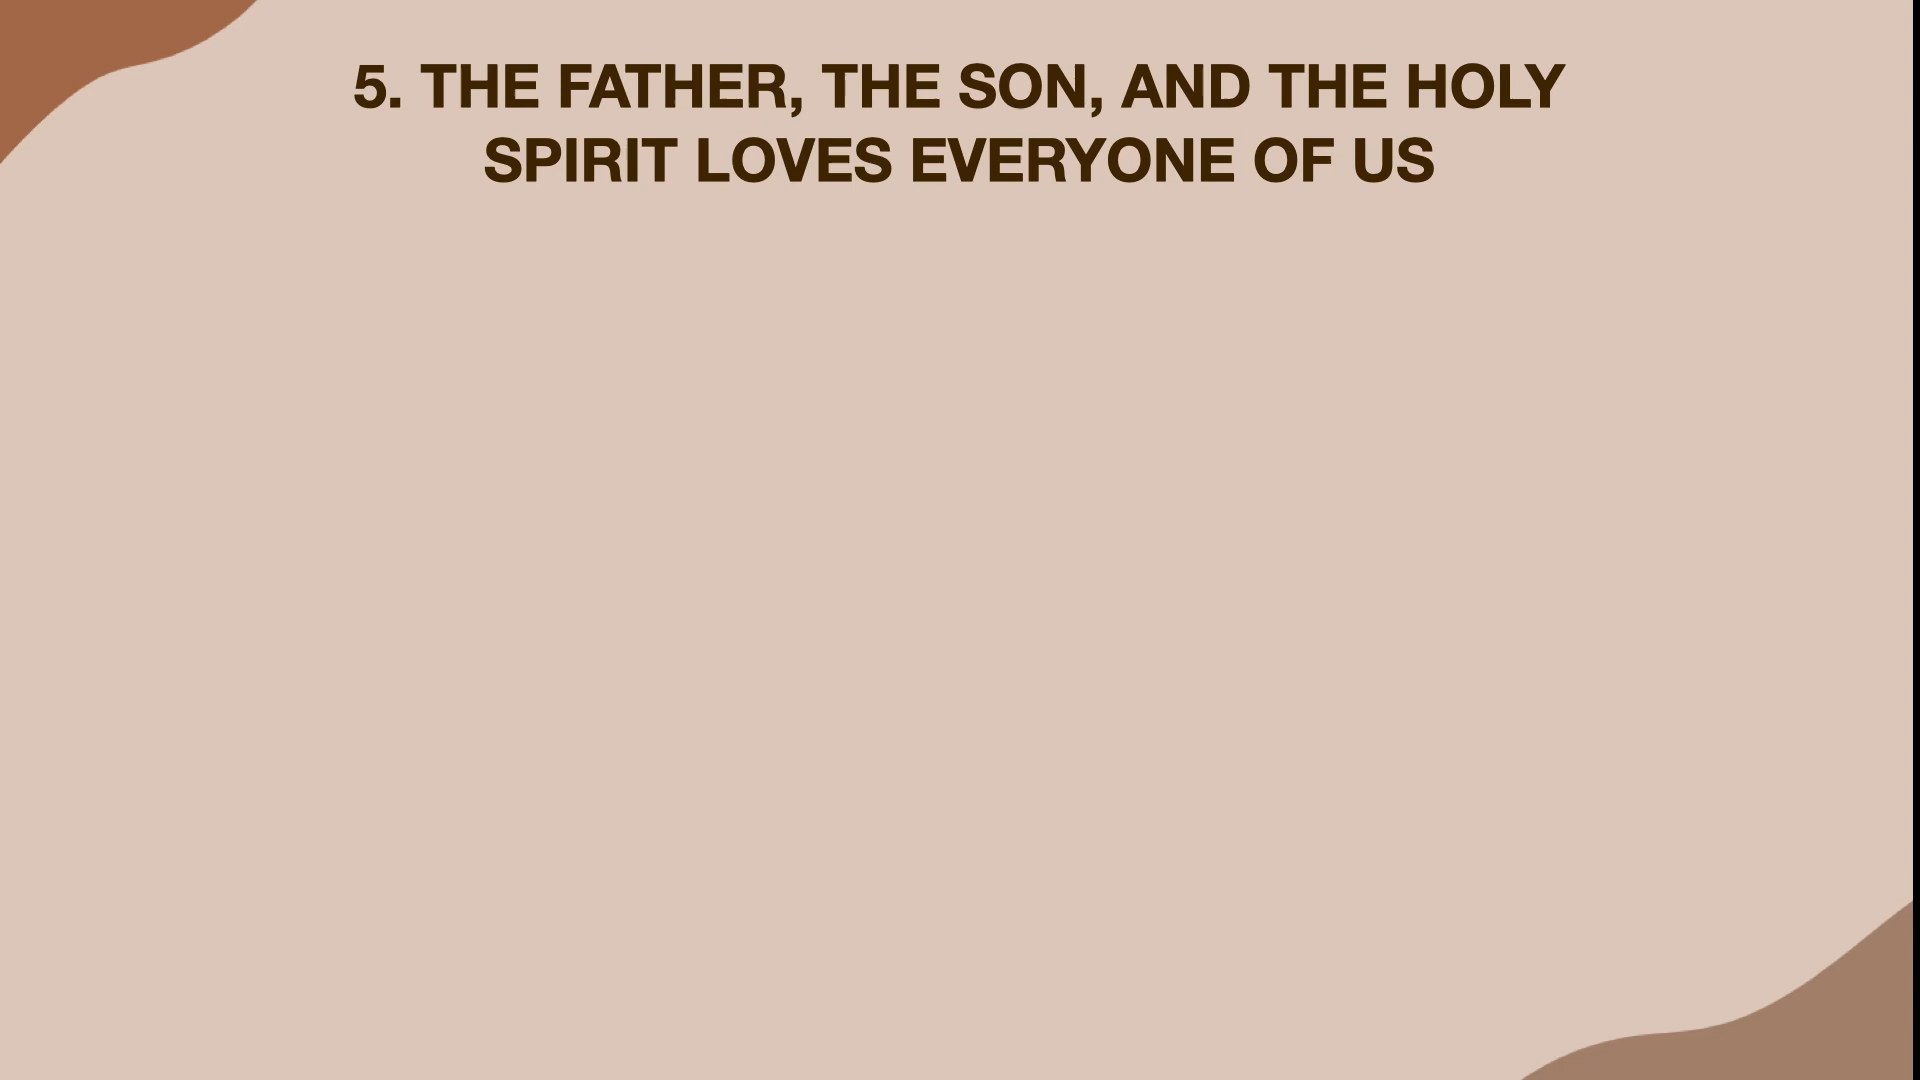 5. THE FATHER, THE SON, AND THE HOLY
SPIRIT LOVES EVERYONE OF US